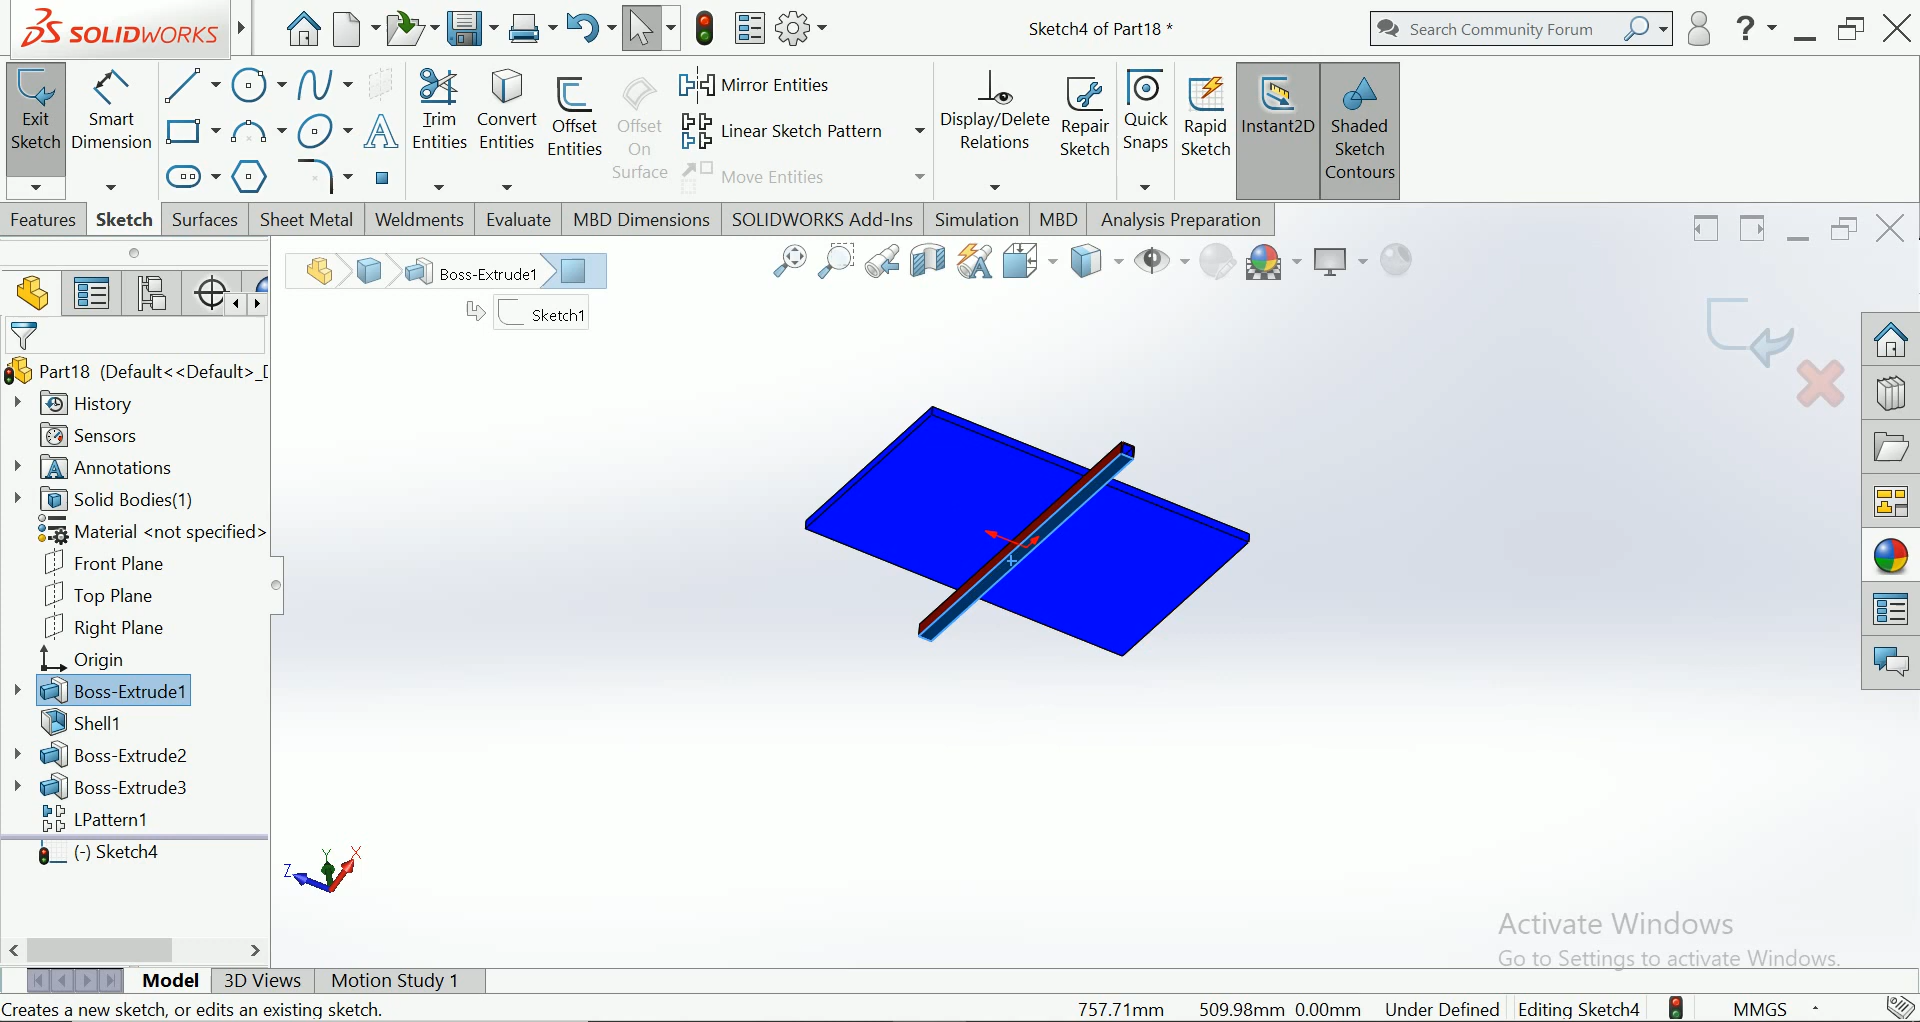 SOLIDWORKS
Sketch4 of Part18 *
Search Community Forum
?
Exit Sketch
Smart Dimension
Trim Entities
Convert Entities
Offset Entities
Offset On Surface
Mirror Entities
Linear Sketch Pattern
Move Entities
Display/Delete Relations
Repair Sketch
Quick Snaps
Rapid Sketch
Instant2D
Shaded Sketch Contours
Features
Sketch
Surfaces
Sheet Metal
Weldments
Evaluate
MBD Dimensions
SOLIDWORKS Add-Ins
Simulation
MBD
Analysis Preparation
Boss-Extrude1
Sketch1
Part18 (Default<<Default>_D
History
Sensors
Annotations
Solid Bodies(1)
Material <not specified>
Front Plane
Top Plane
Right Plane
Origin
Boss-Extrude1
Shell1
Boss-Extrude2
Boss-Extrude3
LPattern1
(-) Sketch4
Z
Y
X
Activate Windows
Go to Settings to activate Windows.
Model
3D Views
Motion Study 1
Creates a new sketch, or edits an existing sketch.
757.71mm
509.98mm 0.00mm
Under Defined
Editing Sketch4
MMGS